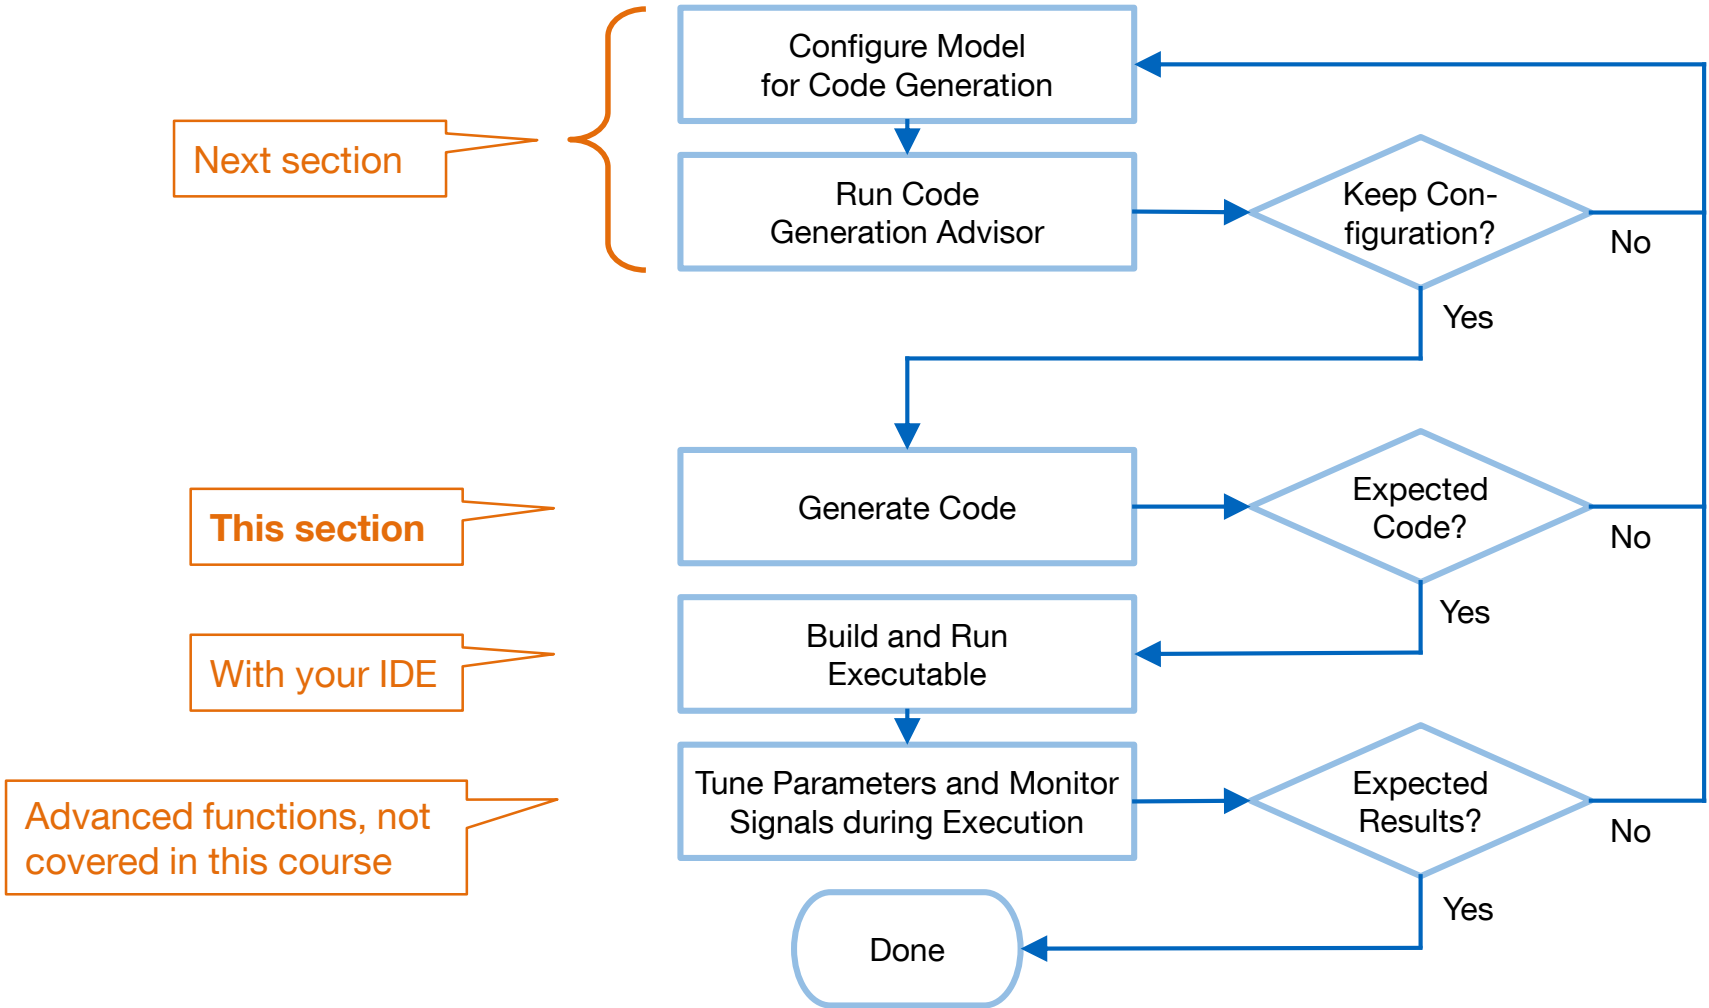 Configure Model
for Code Generation
Next section
Run Code
Generation Advisor
Keep Con-
figuration?
No
Yes
This section
Generate Code
Expected
Code?
No
Yes
With your IDE
Build and Run
Executable
Advanced functions, not
covered in this course
Tune Parameters and Monitor
Signals during Execution
Expected
Results?
No
Yes
Done